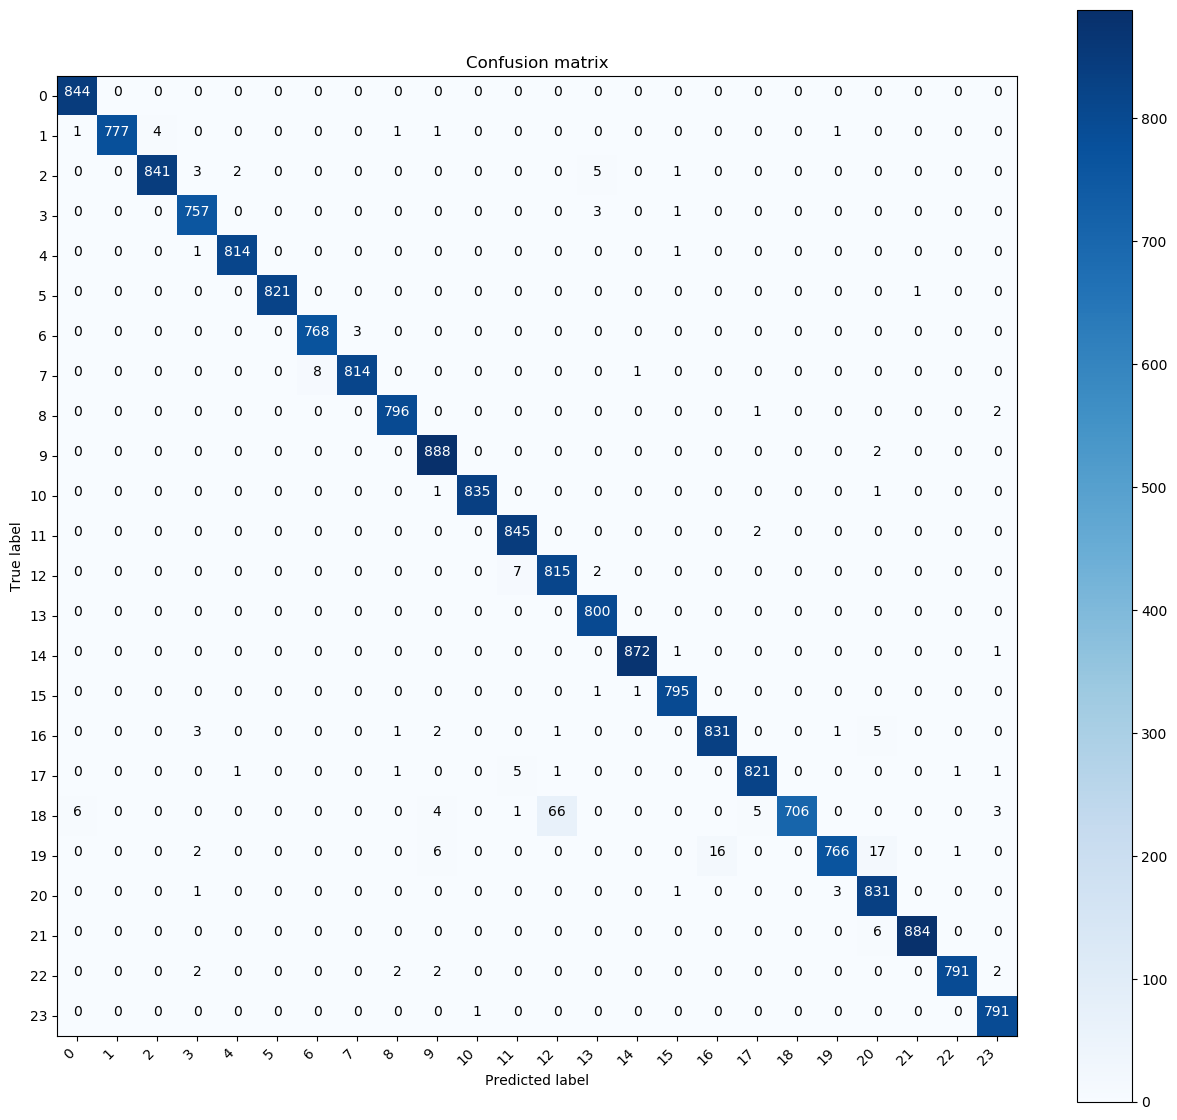 Confusion matrix
0 844 0 0 0 0 0 0 0 0 0 0 0 0 0 0 0 0 0 0 0 0 0 0 0
1 1 777 4 0 0 0 0 0 1 1 0 0 0 0 0 0 0 0 0 1 0 0 0 0
2 0 0 841 3 2 0 0 0 0 0 0 0 0 5 0 1 0 0 0 0 0 0 0 0
3 0 0 0 757 0 0 0 0 0 0 0 0 0 3 0 1 0 0 0 0 0 0 0 0
4 0 0 0 1 814 0 0 0 0 0 0 0 0 0 0 1 0 0 0 0 0 0 0 0
5 0 0 0 0 0 821 0 0 0 0 0 0 0 0 0 0 0 0 0 0 0 1 0 0
6 0 0 0 0 0 0 768 3 0 0 0 0 0 0 0 0 0 0 0 0 0 0 0 0
7 0 0 0 0 0 0 8 814 0 0 0 0 0 0 1 0 0 0 0 0 0 0 0 0
8 0 0 0 0 0 0 0 0 796 0 0 0 0 0 0 0 0 1 0 0 0 0 0 2
9 0 0 0 0 0 0 0 0 0 888 0 0 0 0 0 0 0 0 0 0 2 0 0 0
10 0 0 0 0 0 0 0 0 0 1 835 0 0 0 0 0 0 0 0 0 1 0 0 0
11 0 0 0 0 0 0 0 0 0 0 0 845 0 0 0 0 0 2 0 0 0 0 0 0
12 0 0 0 0 0 0 0 0 0 0 0 7 815 2 0 0 0 0 0 0 0 0 0 0
13 0 0 0 0 0 0 0 0 0 0 0 0 0 800 0 0 0 0 0 0 0 0 0 0
14 0 0 0 0 0 0 0 0 0 0 0 0 0 0 872 1 0 0 0 0 0 0 0 1
15 0 0 0 0 0 0 0 0 0 0 0 0 0 1 1 795 0 0 0 0 0 0 0 0
16 0 0 0 3 0 0 0 0 1 2 0 0 1 0 0 0 831 0 0 1 5 0 0 0
17 0 0 0 0 1 0 0 0 1 0 0 5 1 0 0 0 0 821 0 0 0 0 1 1
18 6 0 0 0 0 0 0 0 0 4 0 1 66 0 0 0 0 5 706 0 0 0 0 3
19 0 0 0 2 0 0 0 0 0 6 0 0 0 0 0 0 16 0 0 766 17 0 1 0
20 0 0 0 1 0 0 0 0 0 0 0 0 0 0 0 1 0 0 0 3 831 0 0 0
21 0 0 0 0 0 0 0 0 0 0 0 0 0 0 0 0 0 0 0 0 6 884 0 0
22 0 0 0 2 0 0 0 0 2 2 0 0 0 0 0 0 0 0 0 0 0 0 791 2
23 0 0 0 0 0 0 0 0 0 0 1 0 0 0 0 0 0 0 0 0 0 0 0 791
0 1 2 3 4 5 6 7 8 9 10 11 12 13 14 15 16 17 18 19 20 21 22 23
True label
Predicted label
800
700
600
500
400
300
200
100
0